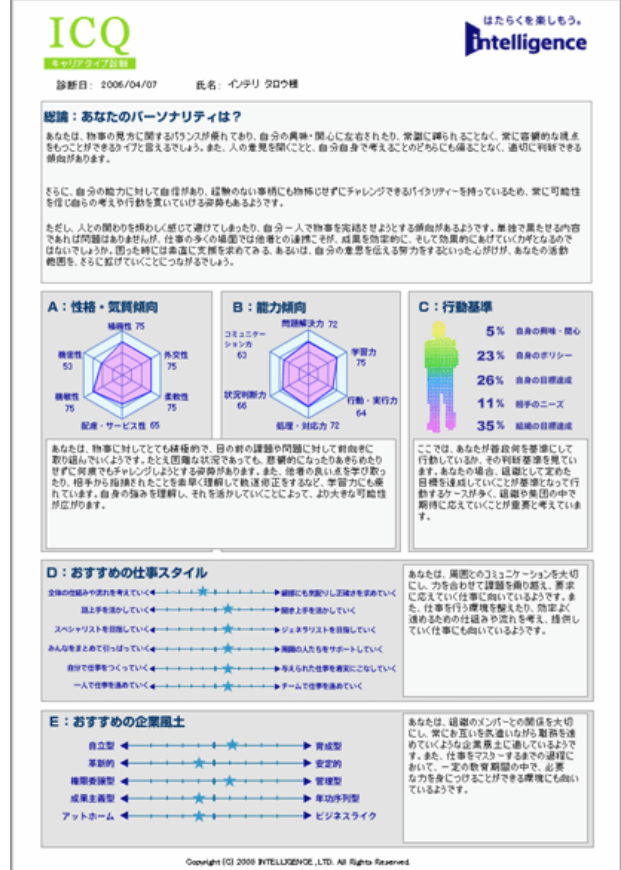 ICQ
キャリアタイプ診断
はたらくを楽しもう。
intelligence
診断日: 2006/04/07 氏名: インテリ タロウ様
総論:あなたのパーソナリティは?
あなたは、物事の見方に関するバランスが優れており、自分の興味・関心に左右されたり、常識に縛られることなく、常に客観的な視点
をもつことができるタイプと言えるでしょう。また、人の意見を聞くことと、自分自身で考えることのどちらにも偏ることなく、適切に判断できる
傾向があります。
さらに、自分の能力に対して自信があり、経験のない事柄にも物怖じせずにチャレンジできるバイタリティーを持っているため、常に可能性
を信じ自らの考えや行動を貫いていける姿勢もあるようです。
ただし、人との関わりを煩わしく感じて避けてしまったり、自分一人で物事を完結させようとする傾向があるようです。単独で果たせる内容
であれば問題はありませんが、仕事の多くの場面では他者との連携こそが、成果を効率的に、そして効果的にあげていくカギとなるので
はないでしょうか。困った時には素直に支援を求めてみる、あるいは、自分の意思を伝える努力をするといった心がけが、あなたの活動
範囲を、さらに拡げていくことにつながるでしょう。
A:性格・気質傾向
積極性 75
外交性
75
柔軟性
75
配慮・サービス性 65
機敏性
75
機密性
53
あなたは、物事に対してとても積極的で、目の前の課題や問題に対して前向きに
取り組んでいくようです。たとえ困難な状況であっても、悲観的になったりあきらめたり
せずに何度でもチャレンジしようとする姿勢があります。また、他者の良い点を学び取っ
たり、相手から指摘されたことを素早く理解して軌道修正をするなど、学習力にも優
れています。自身の強みを理解し、それを活かしていくことによって、より大きな可能性
が広がります。
B:能力傾向
問題解決力 72
学習力
75
行動・実行力
64
処理・対応力 72
状況判断力
66
コミュニケー
ション力
63
C:行動基準
5% 自身の興味・関心
23% 自身のポリシー
26% 自身の目標達成
11% 相手のニーズ
35% 組織の目標達成
ここでは、あなたが普段何を基準にして
行動しているか、その判断基準を見てい
ます。あなたの場合、組織として定めた
目標を達成していくことが基準となって行
動するケースが多く、組織や集団の中で
期待に応えていくことが重要と考えていま
す。
D:おすすめの仕事スタイル
全体の仕組みや流れを考えていく 細部にも気配りし正確さを求めていく
話上手を活かしていく 聞き上手を活かしていく
スペシャリストを目指していく ジェネラリストを目指していく
みんなをまとめて引っぱっていく 周囲の人たちをサポートしていく
自分で仕事をつくっていく 与えられた仕事を着実にこなしていく
一人で仕事を進めていく チームで仕事を進めていく
あなたは、周囲とのコミュニケーションを大切
にし、力を合わせて課題を乗り越え、要求
に応えていく仕事に向いているようです。ま
た、仕事を行う環境を整えたり、効率よく
進めるための仕組みや流れを考え、提供し
ていく仕事にも向いているようです。
E:おすすめの企業風土
自立型 育成型
革新的 安定的
権限委譲型 管理型
成果主義型 年功序列型
アットホーム ビジネスライク
あなたは、組織のメンバーとの関係を大切
にし、常にお互いを気遣いながら職務を進
めていくような企業風土に適しているようで
す。また、仕事をマスターするまでの過程に
おいて、一定の教育期間の中で、必要
な力を身につけることができる環境にも向い
ているようです。
Copyright (C) 2006 INTELLIGENCE ,LTD. All Rights Reserved.